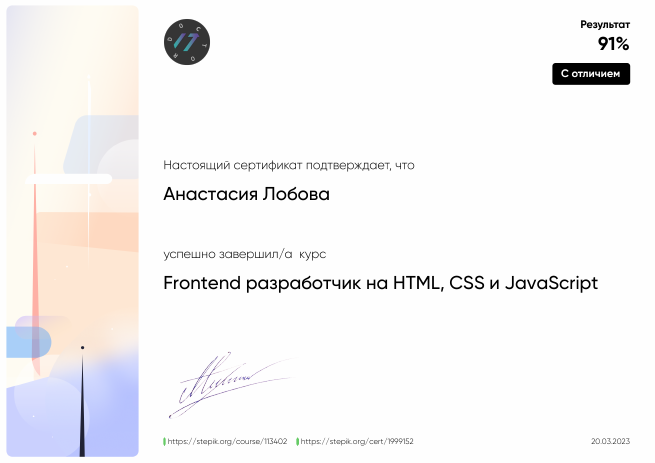 Результат
91%
С отличием
Настоящий сертификат подтверждает, что
Анастасия Лобова
успешно завершил/а курс
Frontend разработчик на HTML, CSS и JavaScript
https://stepik.org/course/113402
https://stepik.org/cert/1999152
20.03.2023